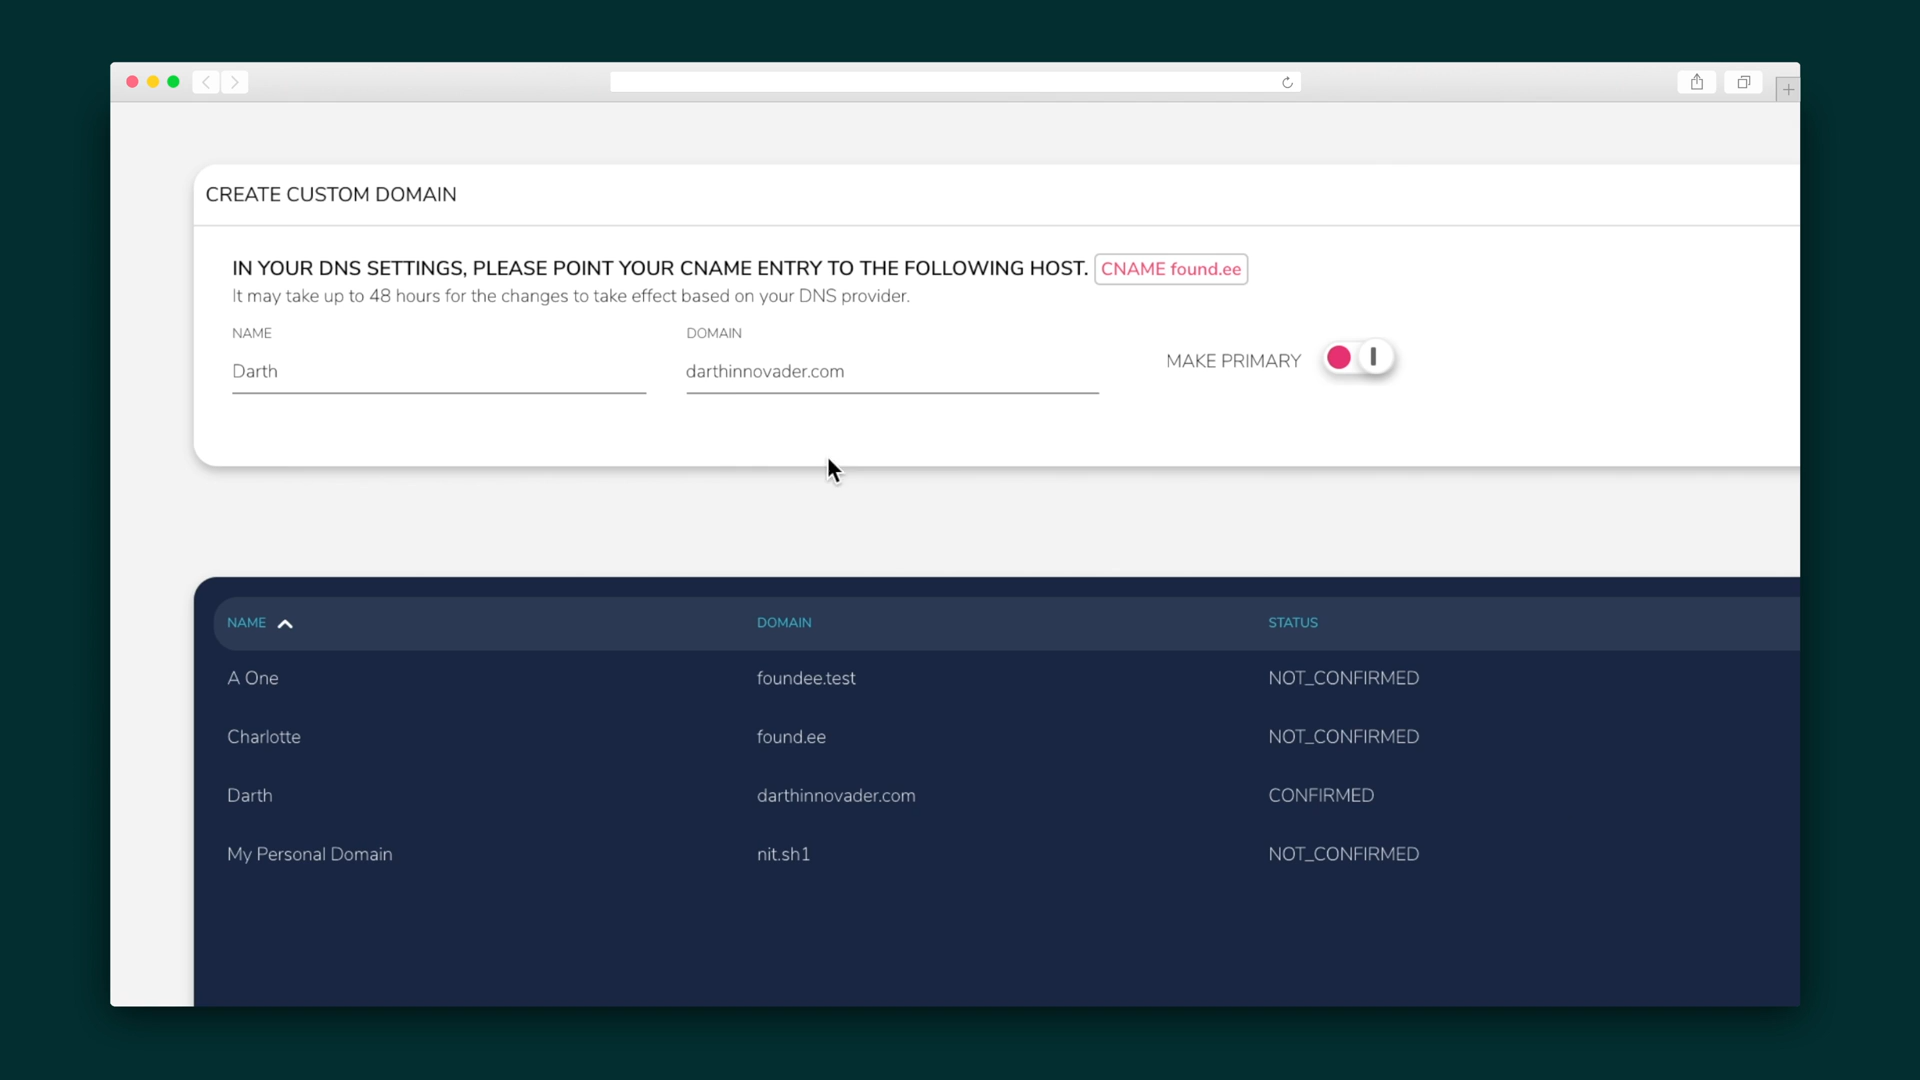 CREATE CUSTOM DOMAIN
IN YOUR DNS SETTINGS, PLEASE POINT YOUR CNAME ENTRY TO THE FOLLOWING HOST. CNAME found.ee
It may take up to 48 hours for the changes to take effect based on your DNS provider.
NAME DOMAIN
Darth darthinnovader.com MAKE PRIMARY
NAME DOMAIN STATUS
A One foundee.test NOT_CONFIRMED
Charlotte found.ee NOT_CONFIRMED
Darth darthinnovader.com CONFIRMED
My Personal Domain nit.sh1 NOT_CONFIRMED